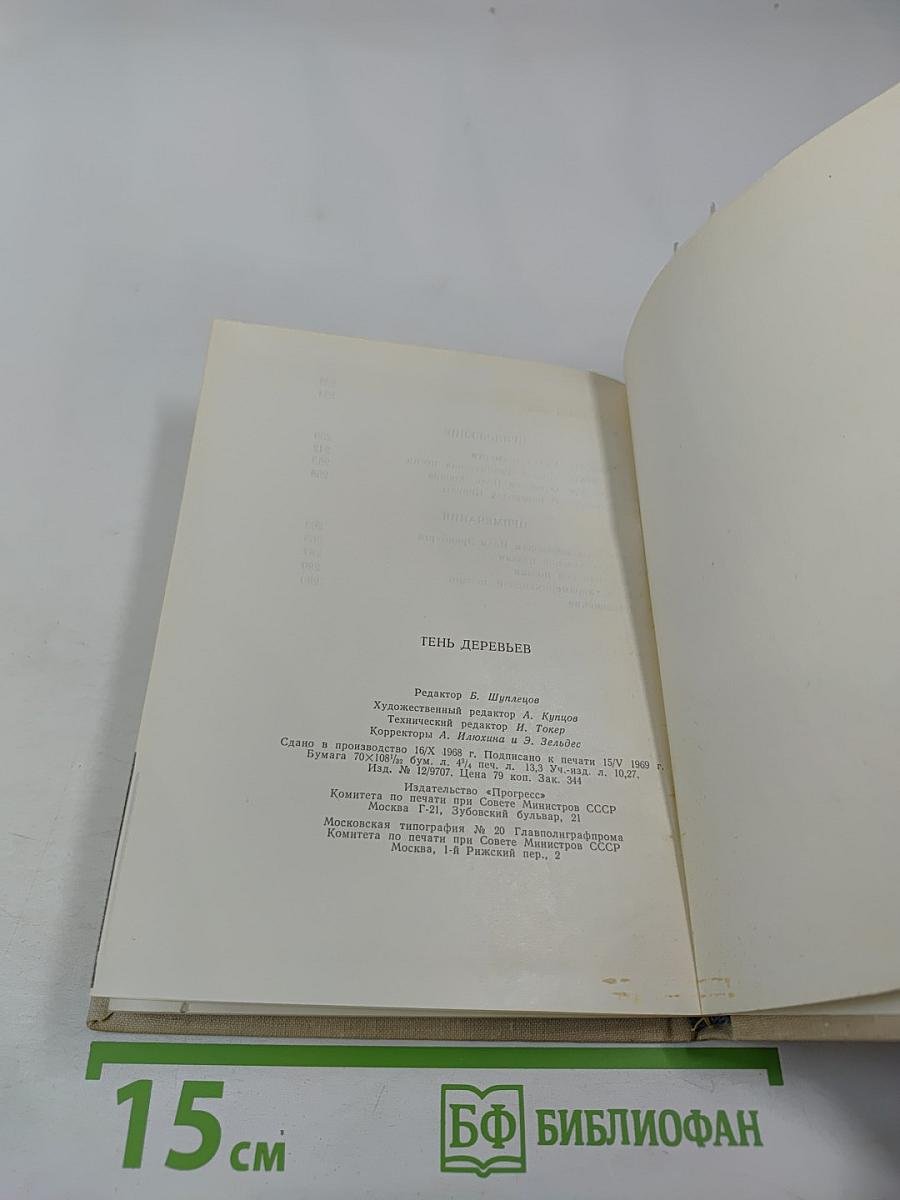 ТЕНЬ ДЕРЕВЬЕВ
Редактор Б. Шуплецов
Художественный редактор А. Купцов
Технический редактор И. Токер
Корректоры А. Илюхина и Э. Зельдес
Сдано в производство 16/X 1968 г. Подписано к печати 15/V 1969 г.
Бумага 70×108¹/₃₂ бум. л. 4³/₄ печ. л. 13,3 Уч.-изд. л. 10,27.
Изд. № 12/9707. Цена 79 коп. Зак. 344
Издательство «Прогресс»
Комитета по печати при Совете Министров СССР
Москва Г-21, Зубовский бульвар, 21
Московская типография № 20 Главполиграфпрома
Комитета по печати при Совете Министров СССР
Москва, 1-й Рижский пер., 2
15 см
БФ БИБЛИОФАН